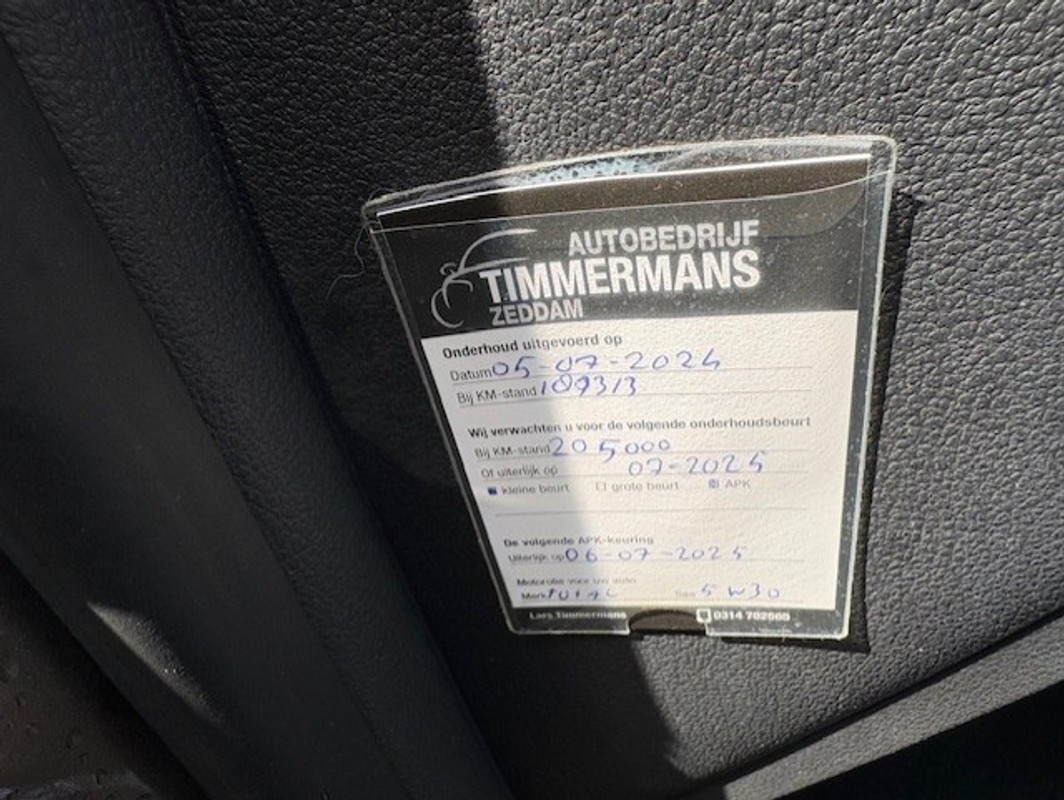 AUTOBEDRIJF
TIMMERMANS
ZEDDAM
Onderhoud uitgevoerd op
Datum 05-07-2024
Bij KM-stand 189313
Wij verwachten u voor de volgende onderhoudsbeurt
Bij KM-stand 205000
Of uiterlijk op 07-2025
kleine beurt grote beurt APK
De volgende APK-keuring
Uiterlijk op 06-07-2025
Motorolie voor uw auto
Merk Total 5W30
Lars Timmermans 0314